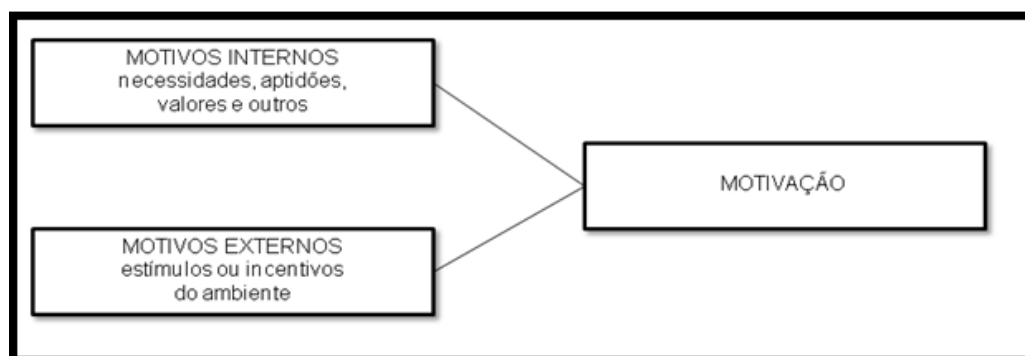 MOTIVOS INTERNOS
necessidades, aptidões,
valores e outros
MOTIVAÇÃO
MOTIVOS EXTERNOS
estímulos ou incentivos
do ambiente